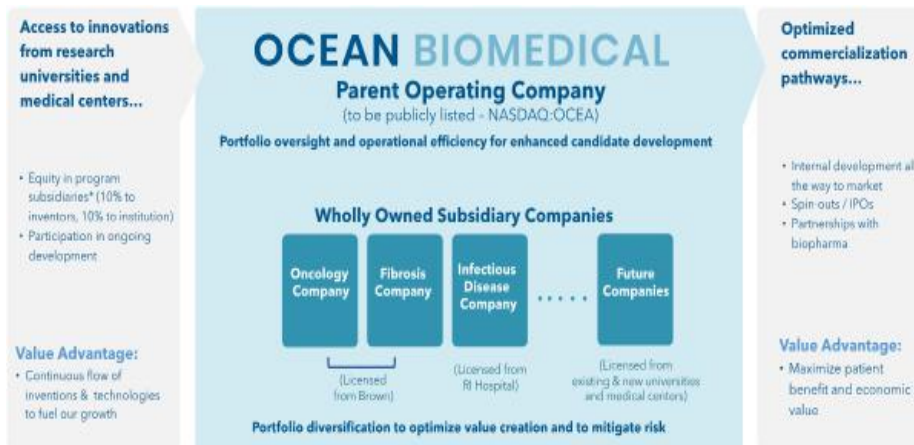 Access to innovations
from research
universities and
medical centers...
• Equity in program
subsidiaries* (10% to
inventors, 10% to institution)
• Participation in ongoing
development
Value Advantage:
• Continuous flow of
inventions & technologies
to fuel our growth
OCEAN BIOMEDICAL
Parent Operating Company
(to be publicly listed - NASDAQ:OCEA)
Portfolio oversight and operational efficiency for enhanced candidate development
Wholly Owned Subsidiary Companies
Oncology
Company
Fibrosis
Company
Infectious
Disease
Company
.....
Future
Companies
(Licensed
from Brown)
(Licensed from
RI Hospital)
(Licensed from
existing & new universities
and medical centers)
Portfolio diversification to optimize value creation and to mitigate risk
Optimized
commercialization
pathways...
• Internal development al
the way to market
• Spin-outs / IPOs
• Partnerships with
biopharma
Value Advantage:
• Maximize patient
benefit and economic
value